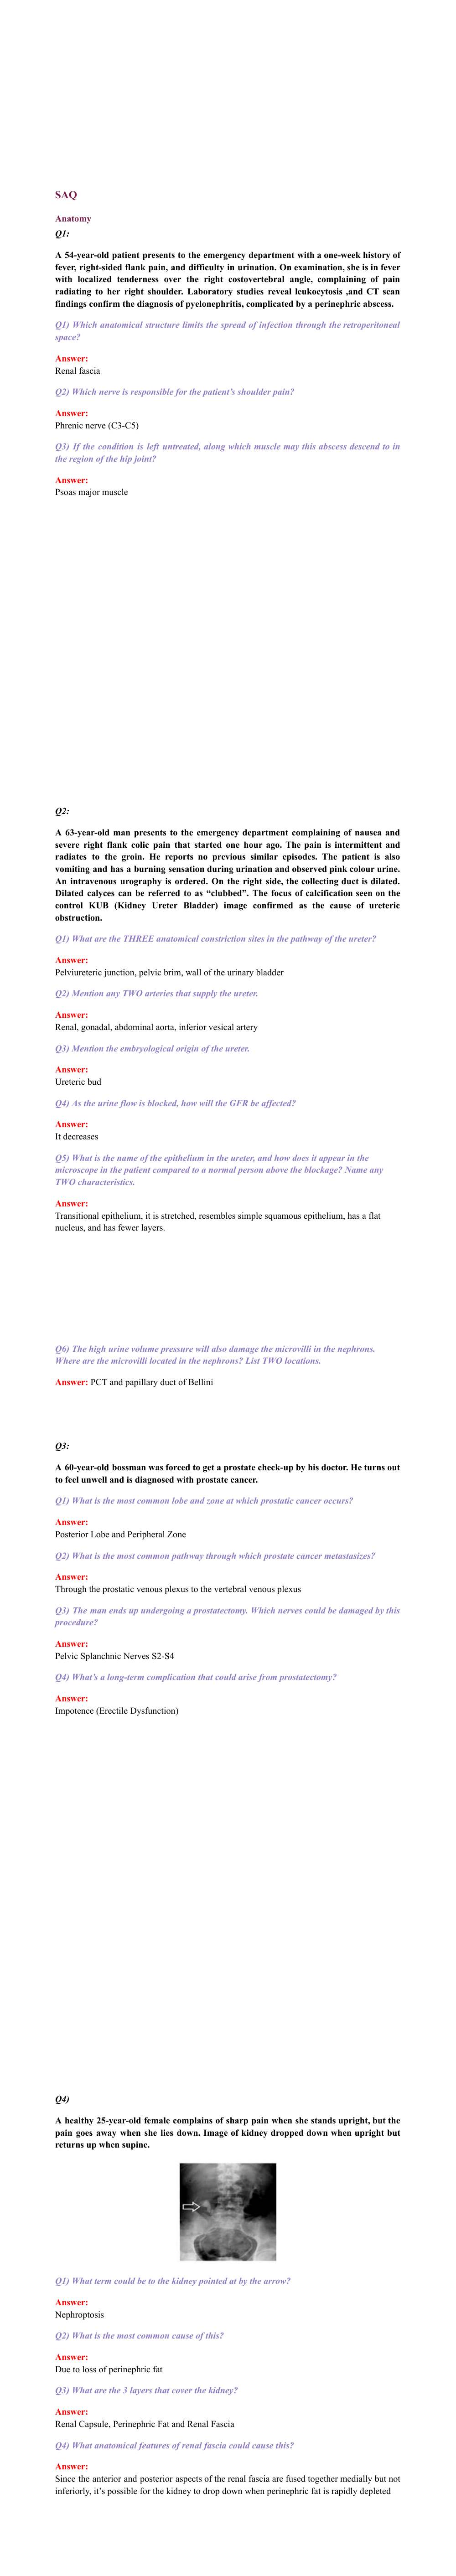 SAQ
Anatomy
Q1:
A 54-year-old patient presents to the emergency department with a one-week history of
fever, right-sided flank pain, and difficulty in urination. On examination, she is in fever
with localized tenderness over the right costovertebral angle, complaining of pain
radiating to her right shoulder. Laboratory studies reveal leukocytosis ,and CT scan
findings confirm the diagnosis of pyelonephritis, complicated by a perinephric abscess.
Q1) Which anatomical structure limits the spread of infection through the retroperitoneal
space?
Answer:
Renal fascia
Q2) Which nerve is responsible for the patient's shoulder pain?
Answer:
Phrenic nerve (C3-C5)
Q3) If the condition is left untreated, along which muscle may this abscess descend to in
the region of the hip joint?
Answer:
Psoas major muscle
Q2:
A 63-year-old man presents to the emergency department complaining of nausea and
severe right flank colic pain that started one hour ago. The pain is intermittent and
radiates to the groin. He reports no previous similar episodes. The patient is also
vomiting and has a burning sensation during urination and observed pink colour urine.
An intravenous urography is ordered. On the right side, the collecting duct is dilated.
Dilated calyces can be referred to as “clubbed”. The focus of calcification seen on the
control KUB (Kidney Ureter Bladder) image confirmed as the cause of ureteric
obstruction.
Q1) What are the THREE anatomical constriction sites in the pathway of the ureter?
Answer:
Pelviureteric junction, pelvic brim, wall of the urinary bladder
Q2) Mention any TWO arteries that supply the ureter.
Answer:
Renal, gonadal, abdominal aorta, inferior vesical artery
Q3) Mention the embryological origin of the ureter.
Answer:
Ureteric bud
Q4) As the urine flow is blocked, how will the GFR be affected?
Answer:
It decreases
Q5) What is the name of the epithelium in the ureter, and how does it appear in the
microscope in the patient compared to a normal person above the blockage? Name any
TWO characteristics.
Answer:
Transitional epithelium, it is stretched, resembles simple squamous epithelium, has a flat
nucleus, and has fewer layers.
Q6) The high urine volume pressure will also damage the microvilli in the nephrons.
Where are the microvilli located in the nephrons? List TWO locations.
Answer: PCT and papillary duct of Bellini
Q3:
A 60-year-old bossman was forced to get a prostate check-up by his doctor. He turns out
to feel unwell and is diagnosed with prostate cancer.
Q1) What is the most common lobe and zone at which prostatic cancer occurs?
Answer:
Posterior Lobe and Peripheral Zone
Q2) What is the most common pathway through which prostate cancer metastasizes?
Answer:
Through the prostatic venous plexus to the vertebral venous plexus
Q3) The man ends up undergoing a prostatectomy. Which nerves could be damaged by this
procedure?
Answer:
Pelvic Splanchnic Nerves S2-S4
Q4) What's a long-term complication that could arise from prostatectomy?
Answer:
Impotence (Erectile Dysfunction)
Q4)
A healthy 25-year-old female complains of sharp pain when she stands upright, but the
pain goes away when she lies down. Image of kidney dropped down when upright but
returns up when supine.
Q1) What term could be to the kidney pointed at by the arrow?
Answer:
Nephroptosis
Q2) What is the most common cause of this?
Answer:
Due to loss of perinephric fat
Q3) What are the 3 layers that cover the kidney?
Answer:
Renal Capsule, Perinephric Fat and Renal Fascia
Q4) What anatomical features of renal fascia could cause this?
Answer:
Since the anterior and posterior aspects of the renal fascia are fused together medially but not
inferiorly, it's possible for the kidney to drop down when perinephric fat is rapidly depleted